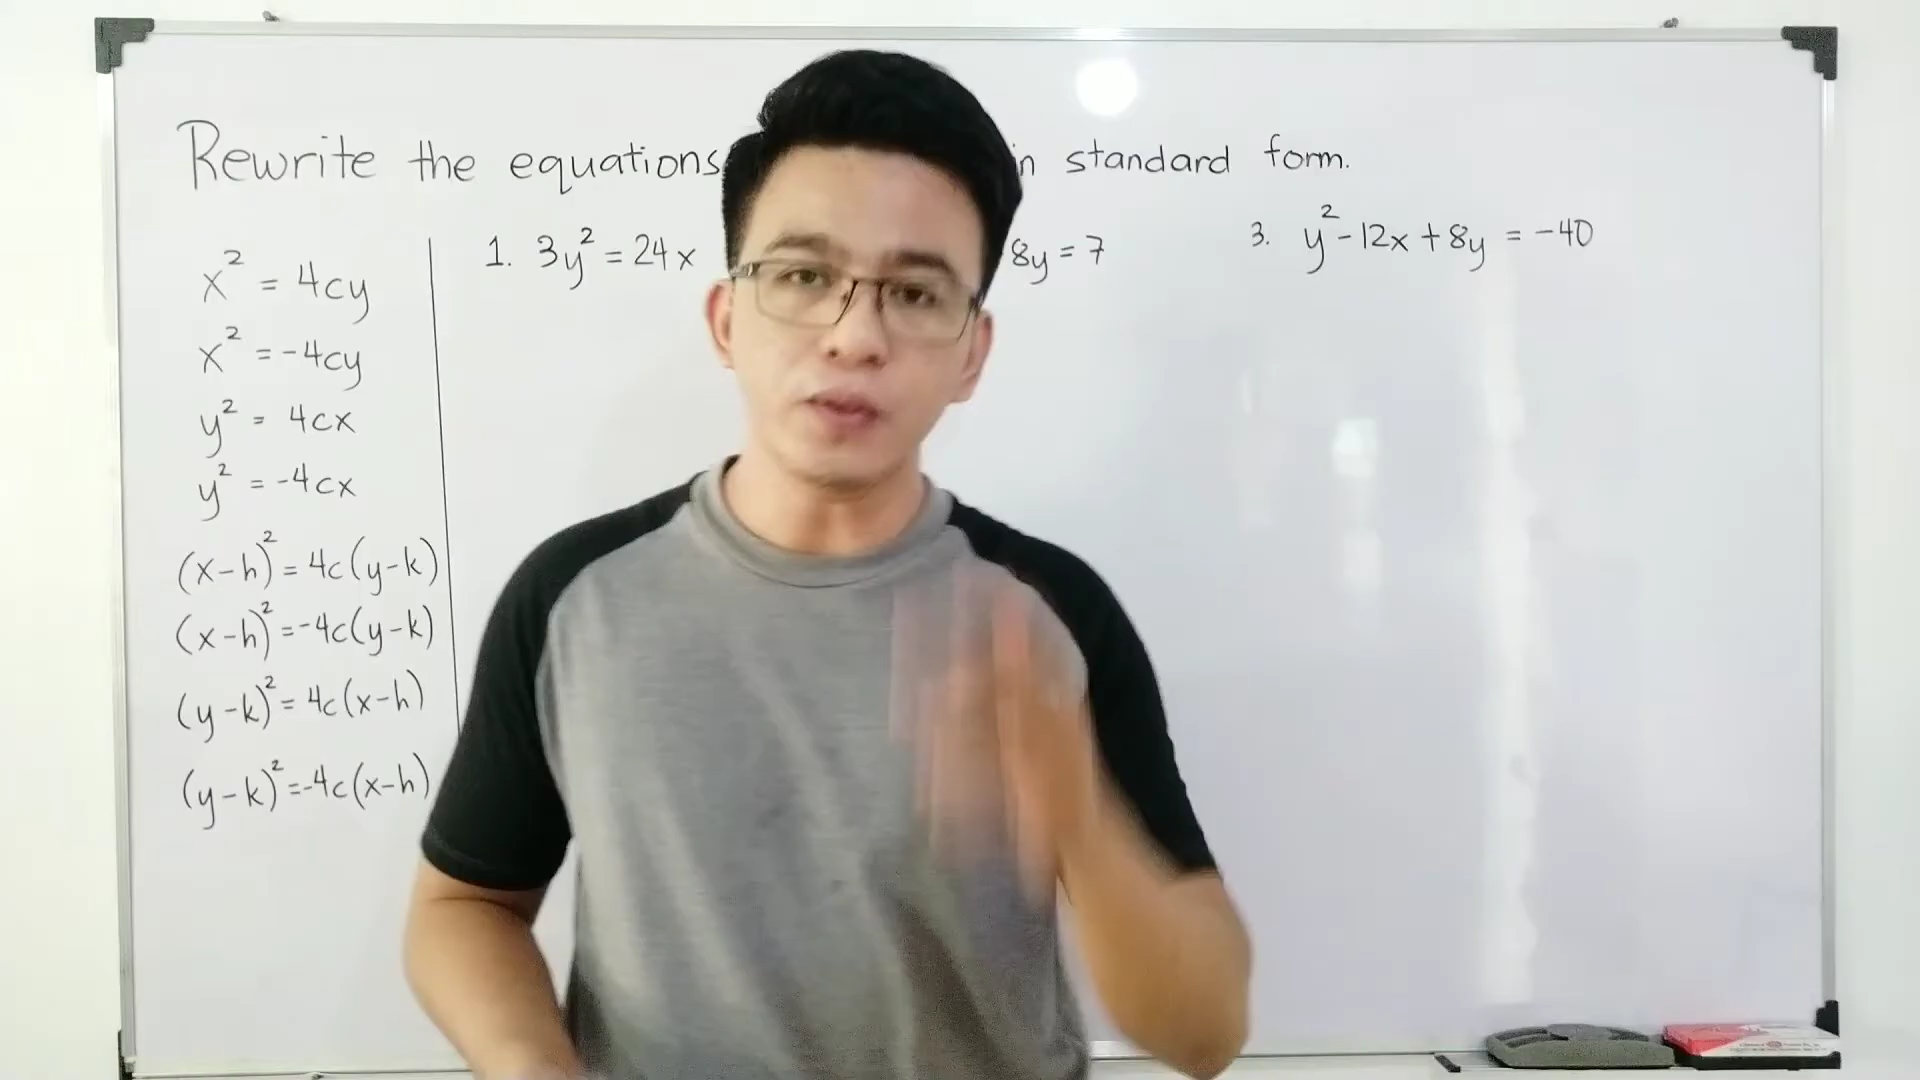 Rewrite the equations in standard form.
x² = 4cy
x² = -4cy
y² = 4cx
y² = -4cx
(x-h)² = 4c(y-k)
(x-h)² = -4c(y-k)
(y-k)² = 4c(x-h)
(y-k)² = -4c(x-h)
1. 3y² = 24x
8y = 7
3. y² - 12x + 8y = -40